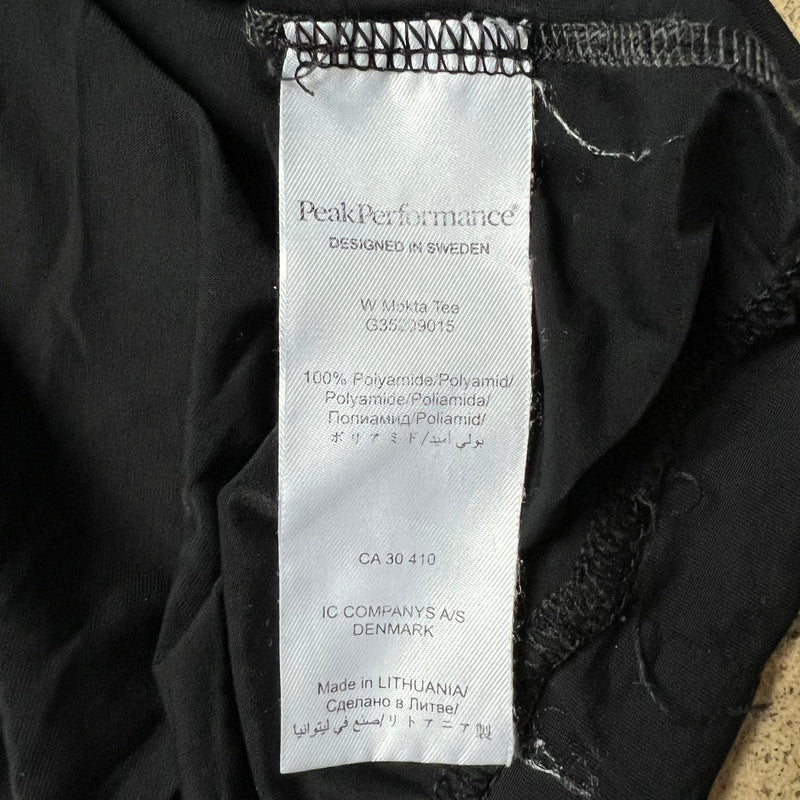 PeakPerformance®
DESIGNED IN SWEDEN
W Mokta Tee
G35209015
100% Polyamide/Polyamid/
Polyamide/Poliamida/
Полиамид/Poliamid/
ポリアミド/بولي أميد
CA 30 410
IC COMPANYS A/S
DENMARK
Made in LITHUANIA/
Сделано в Литве/
صنع في ليتوانيا/リトアニア製